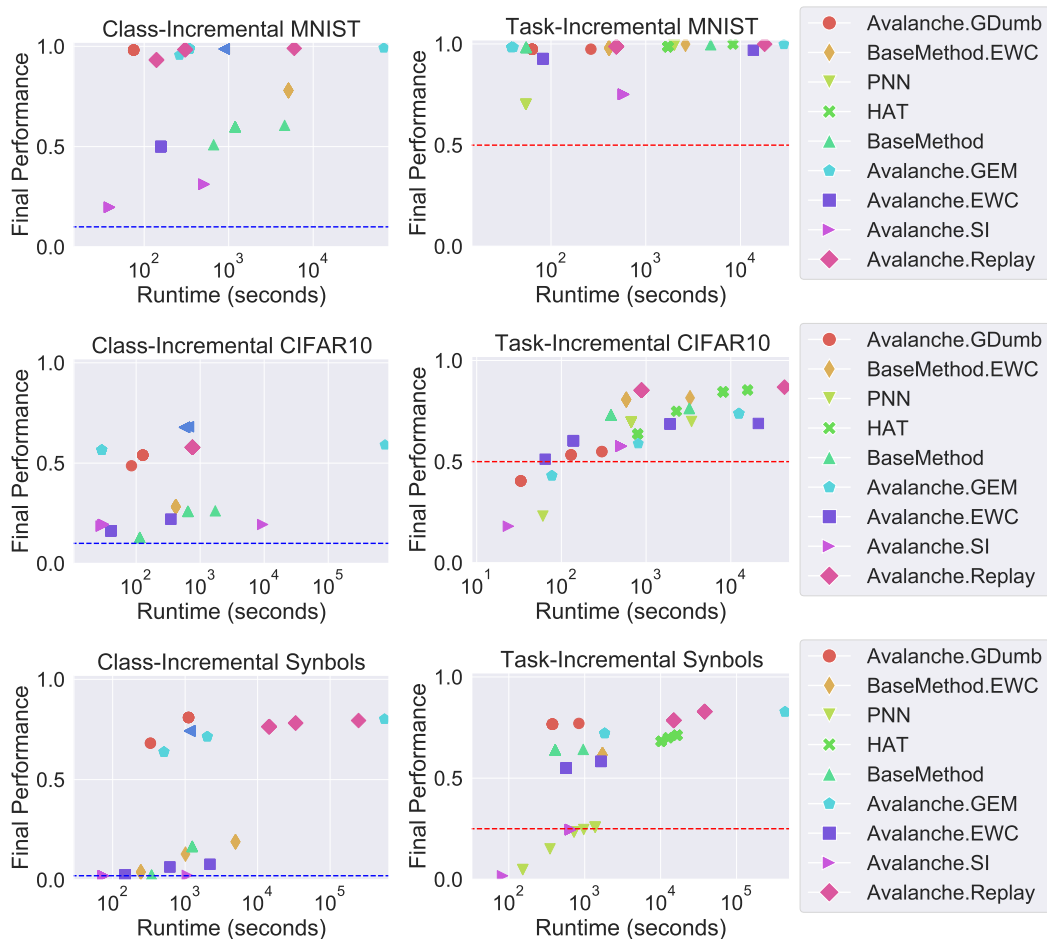 Class-Incremental MNIST
1.0
0.5
0.0
Final Performance
10^2
10^3
10^4
Runtime (seconds)
Task-Incremental MNIST
1.0
0.5
0.0
Final Performance
10^2
10^4
Runtime (seconds)
Avalanche.GDumb
BaseMethod.EWC
PNN
HAT
BaseMethod
Avalanche.GEM
Avalanche.EWC
Avalanche.SI
Avalanche.Replay
Class-Incremental CIFAR10
1.0
0.5
0.0
Final Performance
10^2
10^3
10^4
10^5
Runtime (seconds)
Task-Incremental CIFAR10
1.0
0.5
0.0
Final Performance
10^1
10^2
10^3
10^4
Runtime (seconds)
Avalanche.GDumb
BaseMethod.EWC
PNN
HAT
BaseMethod
Avalanche.GEM
Avalanche.EWC
Avalanche.SI
Avalanche.Replay
Class-Incremental Synbols
1.0
0.5
0.0
Final Performance
10^2
10^3
10^4
10^5
Runtime (seconds)
Task-Incremental Synbols
1.0
0.5
0.0
Final Performance
10^2
10^3
10^4
10^5
Runtime (seconds)
Avalanche.GDumb
BaseMethod.EWC
PNN
HAT
BaseMethod
Avalanche.GEM
Avalanche.EWC
Avalanche.SI
Avalanche.Replay